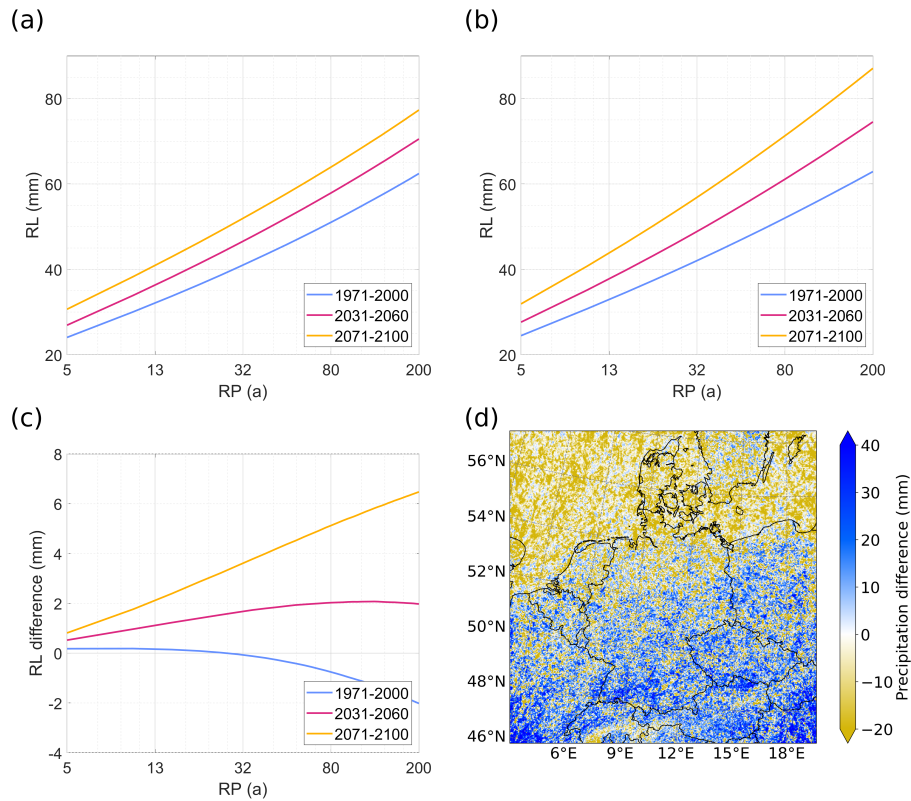 (a)
(b)
RL (mm)
80
60
40
20
5
13
32
80
200
RP (a)
1971-2000
2031-2060
2071-2100
RL (mm)
80
60
40
20
5
13
32
80
200
RP (a)
1971-2000
2031-2060
2071-2100
(c)
(d)
RL difference (mm)
8
6
4
2
0
-2
-4
5
13
32
80
200
RP (a)
1971-2000
2031-2060
2071-2100
56°N
54°N
52°N
50°N
48°N
46°N
6°E
9°E
12°E
15°E
18°E
40
30
20
10
0
−10
−20
Precipitation difference (mm)